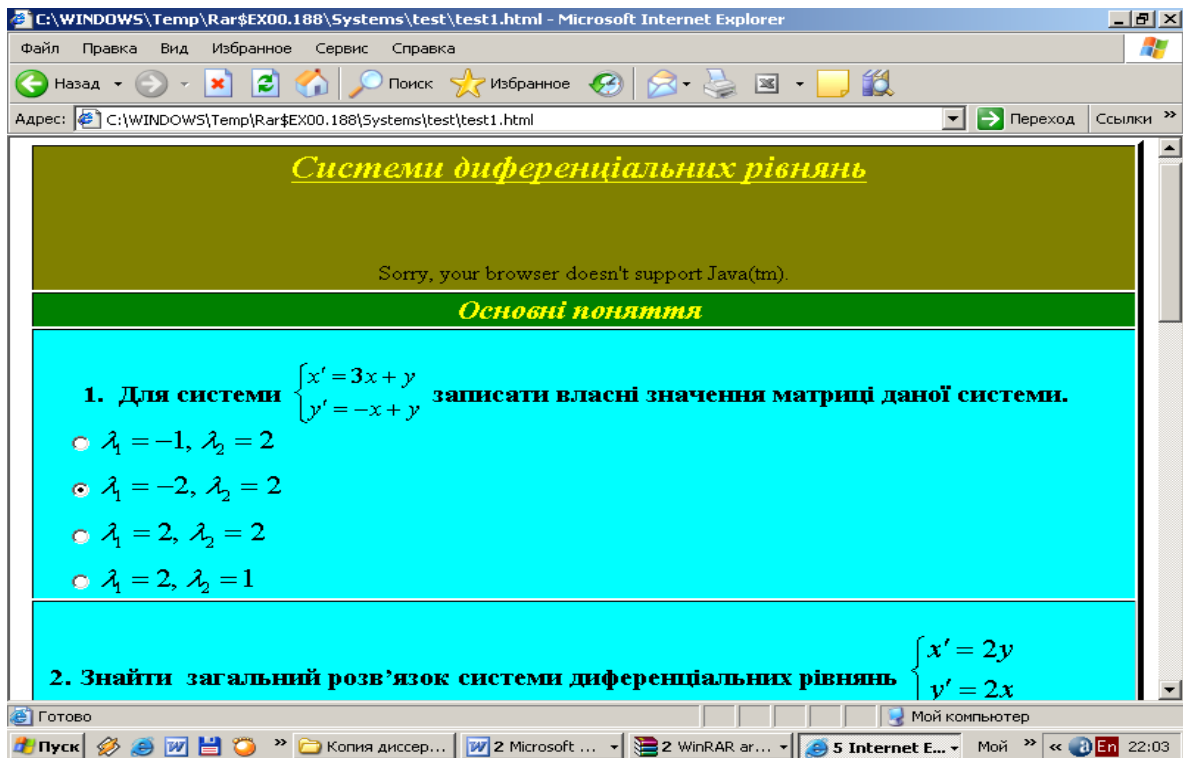 C:\WINDOWS\Temp\Rar$EX00.188\Systems\test\test1.html - Microsoft Internet Explorer
Файл Правка Вид Избранное Сервис Справка
Назад Поиск Избранное
Адрес: C:\WINDOWS\Temp\Rar$EX00.188\Systems\test\test1.html Переход Ссылки »
Системи диференціальних рівнянь
Sorry, your browser doesn't support Java(tm).
Основні поняття
1. Для системи { x′ = 3x + y записати власні значення матриці даної системи.
y′ = −x + y
λ₁ = −1, λ₂ = 2
λ₁ = −2, λ₂ = 2
λ₁ = 2, λ₂ = 2
λ₁ = 2, λ₂ = 1
2. Знайти загальний розв’язок системи диференціальних рівнянь { x′ = 2y
y′ = 2x
Готово Мой компьютер
Пуск » Копия диссер... 2 Microsoft ... 2 WinRAR ar... 5 Internet E... Мой » « En 22:03